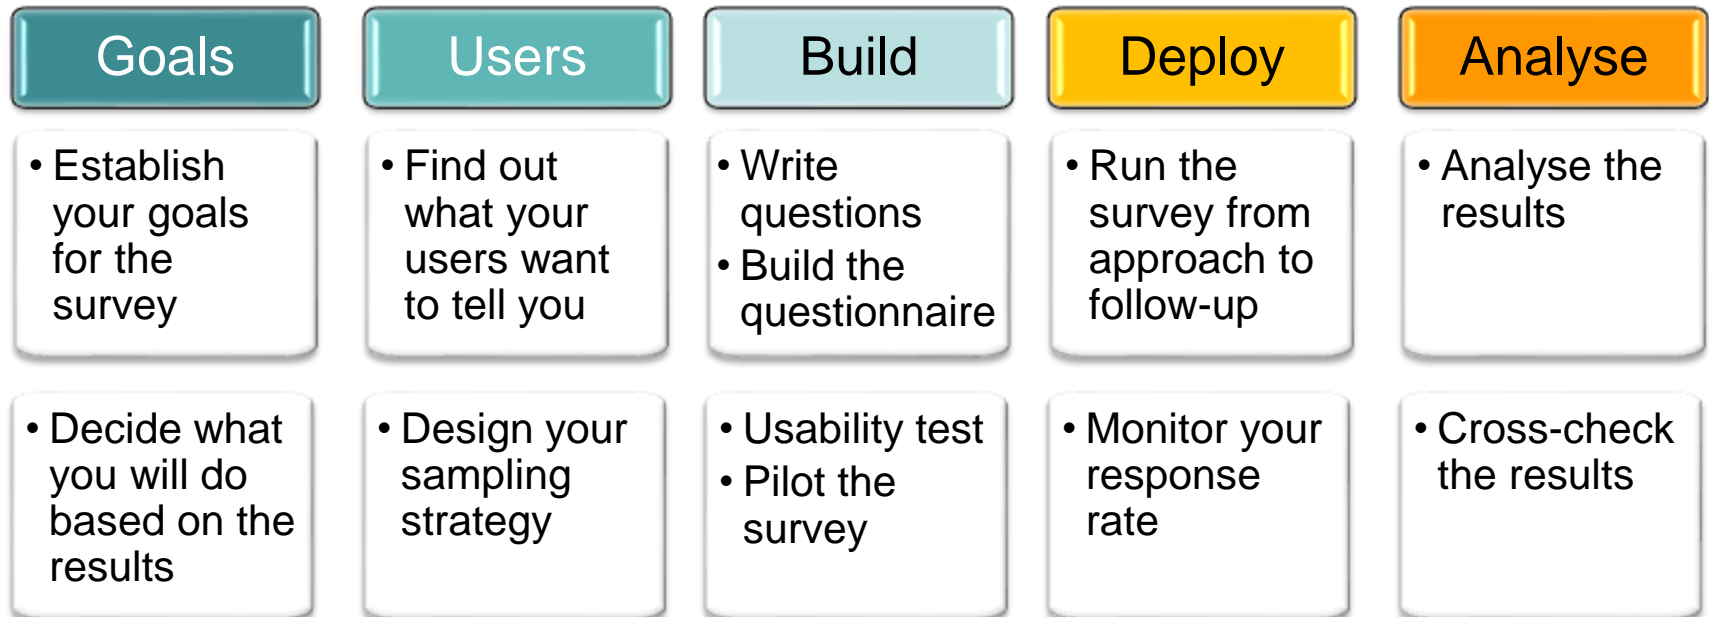 Goals
Users
Build
Deploy
Analyse
• Establish
your goals
for the
survey
• Find out
what your
users want
to tell you
• Write
questions
• Build the
questionnaire
• Run the
survey from
approach to
follow-up
• Analyse the
results
• Decide what
you will do
based on the
results
• Design your
sampling
strategy
• Usability test
• Pilot the
survey
• Monitor your
response
rate
• Cross-check
the results